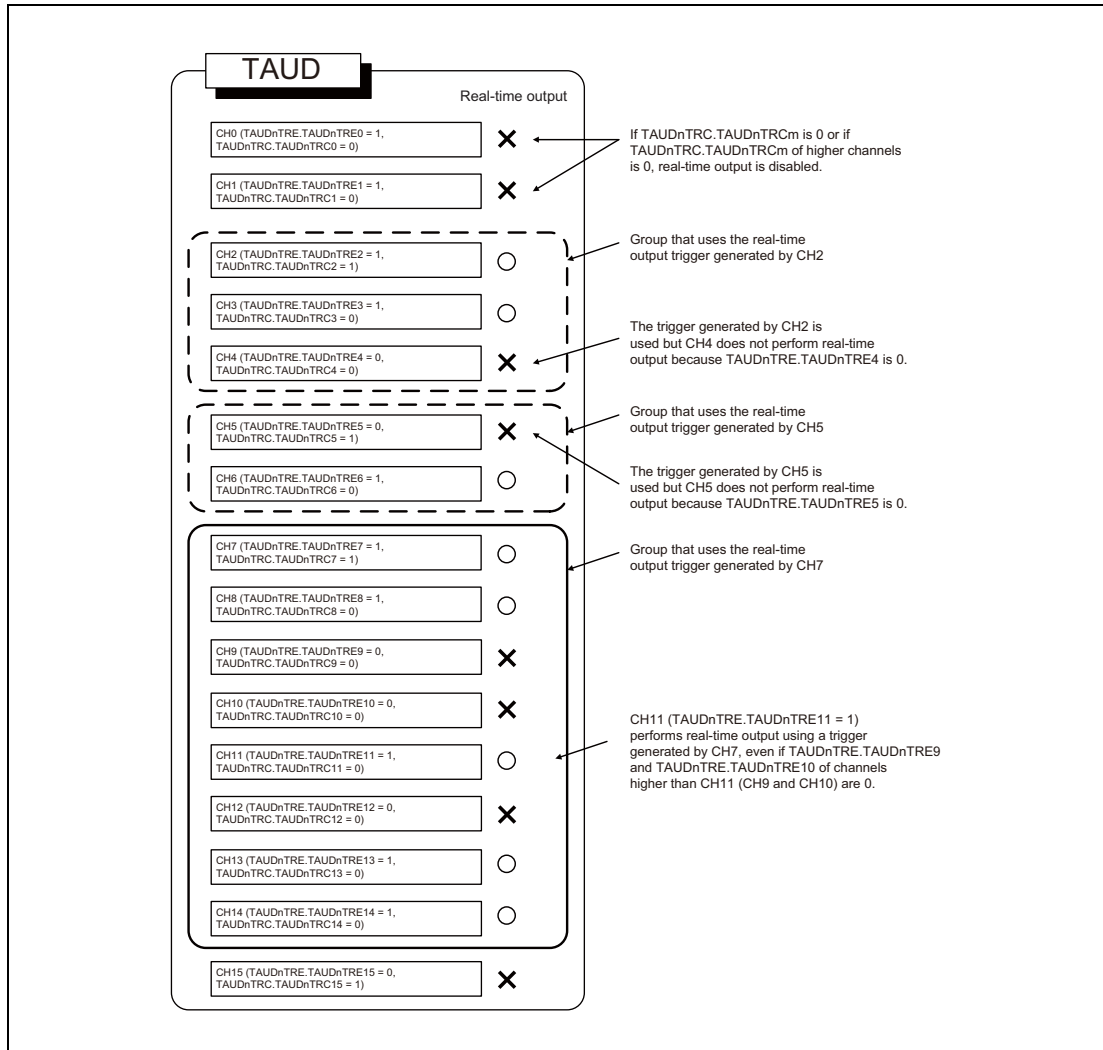 TAUD
Real-time output
CH0 (TAUDnTRE.TAUDnTRE0 = 1,
TAUDnTRC.TAUDnTRC0 = 0)
If TAUDnTRC.TAUDnTRCm is 0 or if
TAUDnTRC.TAUDnTRCm of higher channels
is 0, real-time output is disabled.
CH1 (TAUDnTRE.TAUDnTRE1 = 1,
TAUDnTRC.TAUDnTRC1 = 0)
Group that uses the real-time
output trigger generated by CH2
CH2 (TAUDnTRE.TAUDnTRE2 = 1,
TAUDnTRC.TAUDnTRC2 = 1)
CH3 (TAUDnTRE.TAUDnTRE3 = 1,
TAUDnTRC.TAUDnTRC3 = 0)
The trigger generated by CH2 is
used but CH4 does not perform real-time
output because TAUDnTRE.TAUDnTRE4 is 0.
CH4 (TAUDnTRE.TAUDnTRE4 = 0,
TAUDnTRC.TAUDnTRC4 = 0)
Group that uses the real-time
output trigger generated by CH5
CH5 (TAUDnTRE.TAUDnTRE5 = 0,
TAUDnTRC.TAUDnTRC5 = 1)
The trigger generated by CH5 is
used but CH5 does not perform real-time
output because TAUDnTRE.TAUDnTRE5 is 0.
CH6 (TAUDnTRE.TAUDnTRE6 = 1,
TAUDnTRC.TAUDnTRC6 = 0)
CH7 (TAUDnTRE.TAUDnTRE7 = 1,
TAUDnTRC.TAUDnTRC7 = 1)
Group that uses the real-time
output trigger generated by CH7
CH8 (TAUDnTRE.TAUDnTRE8 = 1,
TAUDnTRC.TAUDnTRC8 = 0)
CH9 (TAUDnTRE.TAUDnTRE9 = 0,
TAUDnTRC.TAUDnTRC9 = 0)
CH10 (TAUDnTRE.TAUDnTRE10 = 0,
TAUDnTRC.TAUDnTRC10 = 0)
CH11 (TAUDnTRE.TAUDnTRE11 = 1)
performs real-time output using a trigger
generated by CH7, even if TAUDnTRE.TAUDnTRE9
and TAUDnTRE.TAUDnTRE10 of channels
higher than CH11 (CH9 and CH10) are 0.
CH11 (TAUDnTRE.TAUDnTRE11 = 1,
TAUDnTRC.TAUDnTRC11 = 0)
CH12 (TAUDnTRE.TAUDnTRE12 = 0,
TAUDnTRC.TAUDnTRC12 = 0)
CH13 (TAUDnTRE.TAUDnTRE13 = 1,
TAUDnTRC.TAUDnTRC13 = 0)
CH14 (TAUDnTRE.TAUDnTRE14 = 1,
TAUDnTRC.TAUDnTRC14 = 0)
CH15 (TAUDnTRE.TAUDnTRE15 = 0,
TAUDnTRC.TAUDnTRC15 = 1)